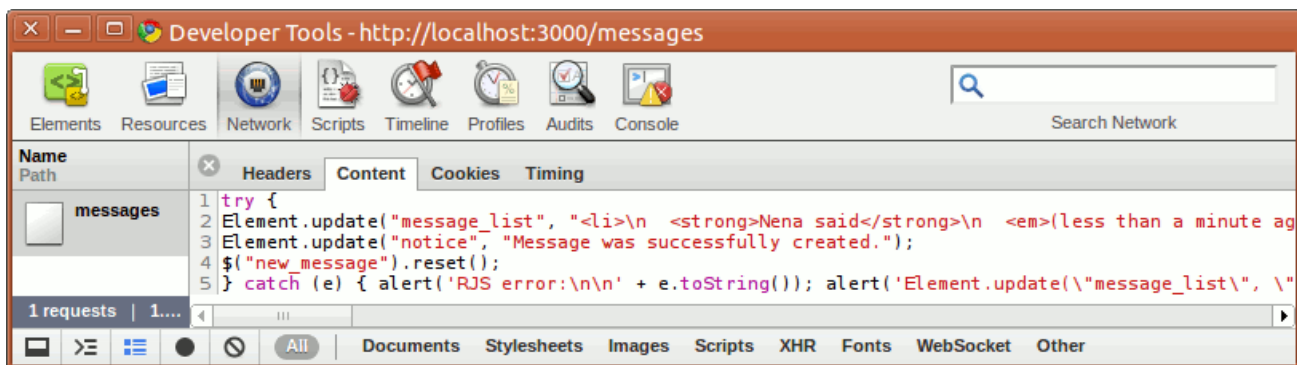 Developer Tools - http://localhost:3000/messages
Elements Resources Network Scripts Timeline Profiles Audits Console
Search Network
Name
Path
Headers Content Cookies Timing
messages
1 try {
2 Element.update("message_list", "<li>\n  <strong>Nena said</strong>\n  <em>(less than a minute ag
3 Element.update("notice", "Message was successfully created.");
4 $("new_message").reset();
5 } catch (e) { alert('RJS error:\n\n' + e.toString()); alert('Element.update(\"message_list\", \"
1 requests | 1....
All Documents Stylesheets Images Scripts XHR Fonts WebSocket Other